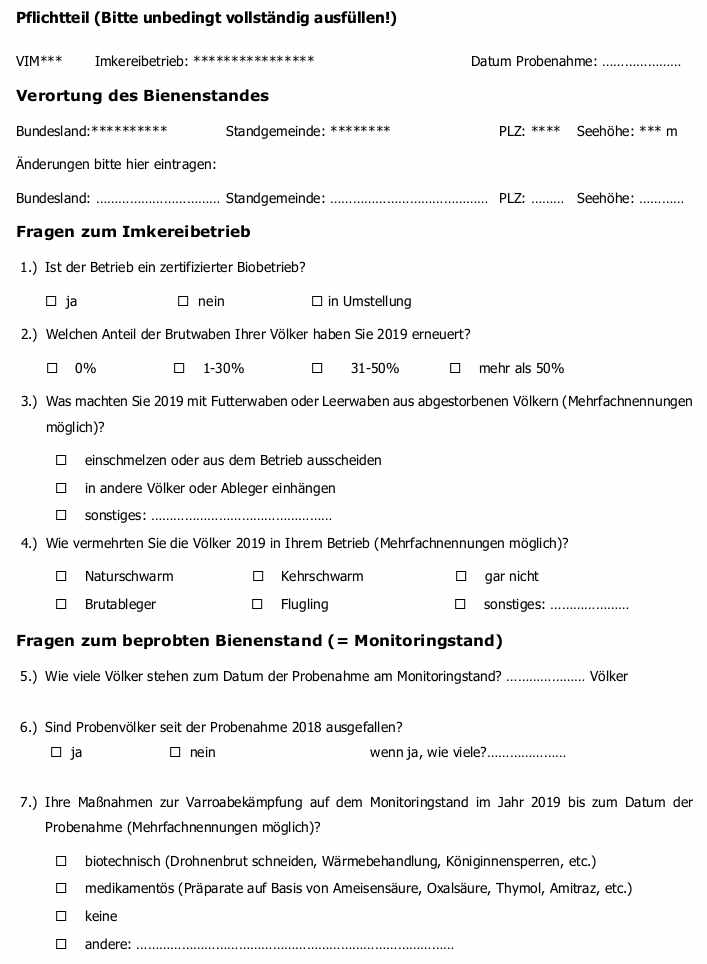 Pflichtteil (Bitte unbedingt vollständig ausfüllen!)
VIM*** Imkereibetrieb: **************** Datum Probenahme: .....................
Verortung des Bienenstandes
Bundesland:********** Standgemeinde: ******** PLZ: **** Seehöhe: *** m
Änderungen bitte hier eintragen:
Bundesland: ................................. Standgemeinde: .......................................... PLZ: ......... Seehöhe: ............
Fragen zum Imkereibetrieb
1.) Ist der Betrieb ein zertifizierter Biobetrieb?
☐ ja ☐ nein ☐ in Umstellung
2.) Welchen Anteil der Brutwaben Ihrer Völker haben Sie 2019 erneuert?
☐ 0% ☐ 1-30% ☐ 31-50% ☐ mehr als 50%
3.) Was machten Sie 2019 mit Futterwaben oder Leerwaben aus abgestorbenen Völkern (Mehrfachnennungen
möglich)?
☐ einschmelzen oder aus dem Betrieb ausscheiden
☐ in andere Völker oder Ableger einhängen
☐ sonstiges: ................................................
4.) Wie vermehrten Sie die Völker 2019 in Ihrem Betrieb (Mehrfachnennungen möglich)?
☐ Naturschwarm ☐ Kehrschwarm ☐ gar nicht
☐ Brutableger ☐ Flugling ☐ sonstiges: .....................
Fragen zum beprobten Bienenstand (= Monitoringstand)
5.) Wie viele Völker stehen zum Datum der Probenahme am Monitoringstand? ..................... Völker
6.) Sind Probenvölker seit der Probenahme 2018 ausgefallen?
☐ ja ☐ nein wenn ja, wie viele?.....................
7.) Ihre Maßnahmen zur Varroabekämpfung auf dem Monitoringstand im Jahr 2019 bis zum Datum der
Probenahme (Mehrfachnennungen möglich)?
☐ biotechnisch (Drohnenbrut schneiden, Wärmebehandlung, Königinnensperren, etc.)
☐ medikamentös (Präparate auf Basis von Ameisensäure, Oxalsäure, Thymol, Amitraz, etc.)
☐ keine
☐ andere: .....................................................................................